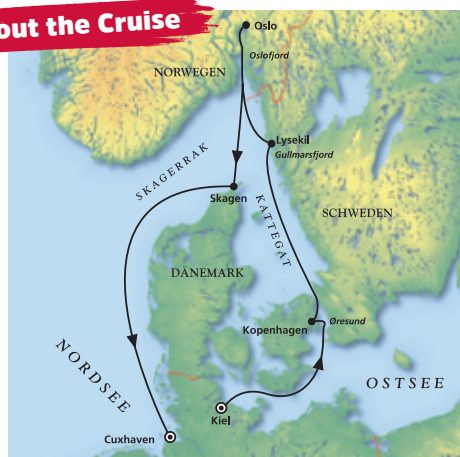 out the Cruise
Oslo
Oslofjord
NORWEGEN
Lysekil
Gullmarsfjord
SKAGERRAK
Skagen
KATTEGAT
SCHWEDEN
DÄNEMARK
Øresund
Kopenhagen
NORDSEE
OSTSEE
Kiel
Cuxhaven